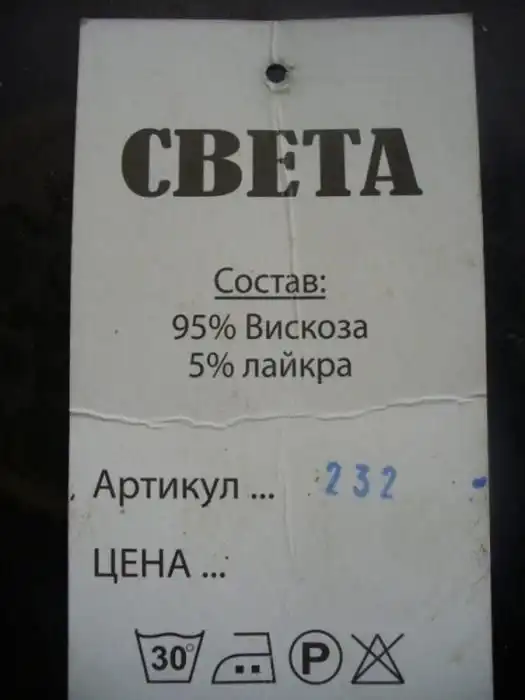 СВЕТА
Состав:
95% Вискоза
5% лайкра
Артикул ... 232
ЦЕНА ...
30° P